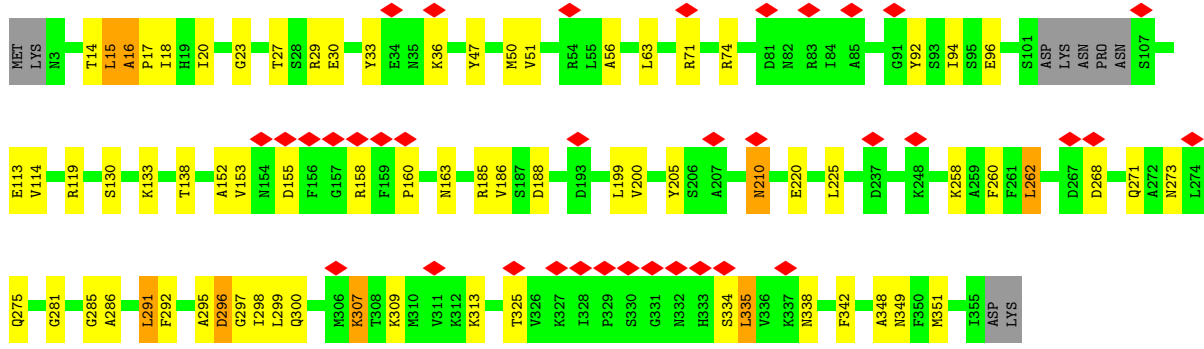 MET LYS N3 T14 L15 A16 P17 I18 H19 I20 G23 T27 S28 R29 E30 Y33 E34 N35 K36 Y47 M50 V51 R54 L55 A56 L63 R71 R74 D81 N82 R83 I84 A85 G91 Y92 S93 I94 S95 E96 S101 ASP LYS ASN PRO ASN S107
E113 V114 R119 S130 K133 T138 A152 V153 N154 D155 F156 G157 R158 F159 P160 N163 R185 V186 S187 D188 D193 L199 V200 Y205 S206 A207 N210 E220 L225 D237 K248 K258 A259 F260 F261 L262 D267 D268 Q271 A272 N273 L274
Q275 G281 G285 A286 L291 F292 A295 D296 G297 I298 L299 Q300 M306 K307 T308 K309 M310 V311 K312 K313 T325 V326 K327 I328 P329 S330 G331 N332 H333 S334 L335 V336 K337 N338 F342 A348 N349 F350 M351 I355 ASP LYS